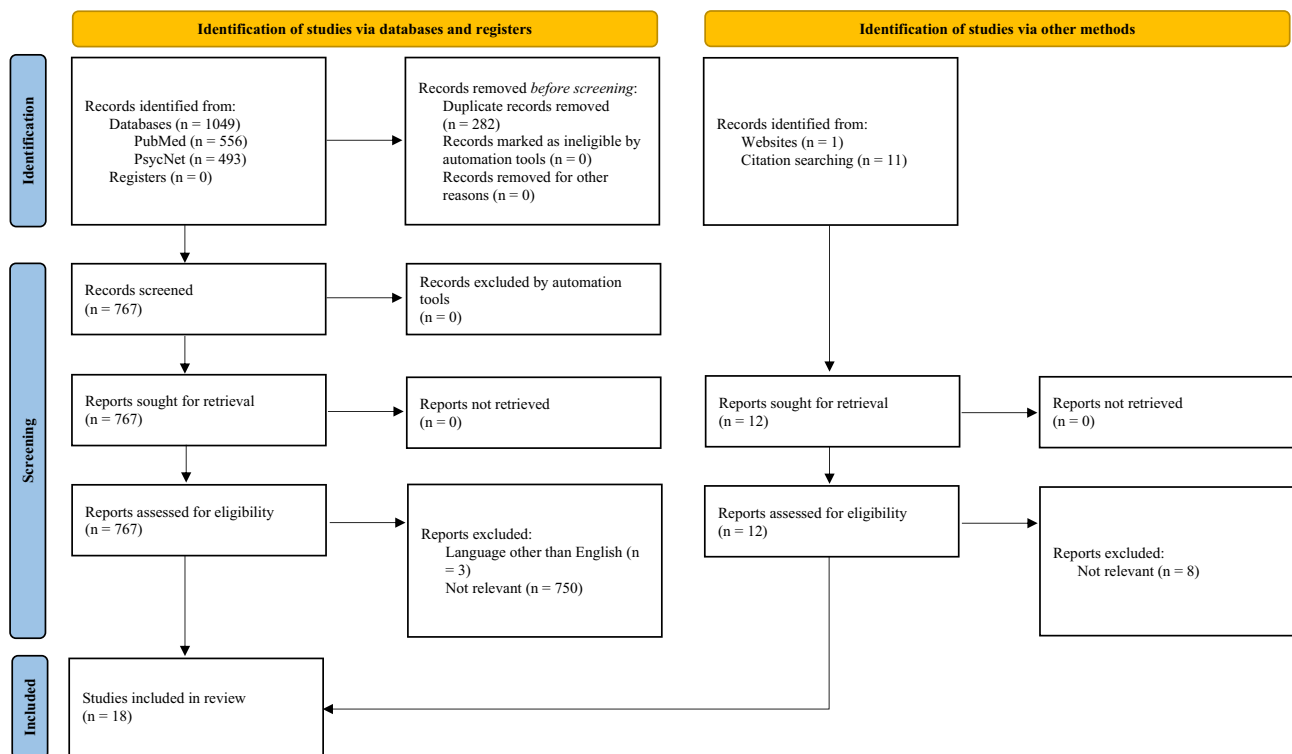 Identification of studies via databases and registers
Identification of studies via other methods
Identification
Records identified from:
Databases (n = 1049)
PubMed (n = 556)
PsycNet (n = 493)
Registers (n = 0)
Records removed before screening:
Duplicate records removed
(n = 282)
Records marked as ineligible by
automation tools (n = 0)
Records removed for other
reasons (n = 0)
Records identified from:
Websites (n = 1)
Citation searching (n = 11)
Screening
Records screened
(n = 767)
Records excluded by automation
tools
(n = 0)
Reports sought for retrieval
(n = 767)
Reports not retrieved
(n = 0)
Reports sought for retrieval
(n = 12)
Reports not retrieved
(n = 0)
Reports assessed for eligibility
(n = 767)
Reports excluded:
Language other than English (n
= 3)
Not relevant (n = 750)
Reports assessed for eligibility
(n = 12)
Reports excluded:
Not relevant (n = 8)
Included
Studies included in review
(n = 18)